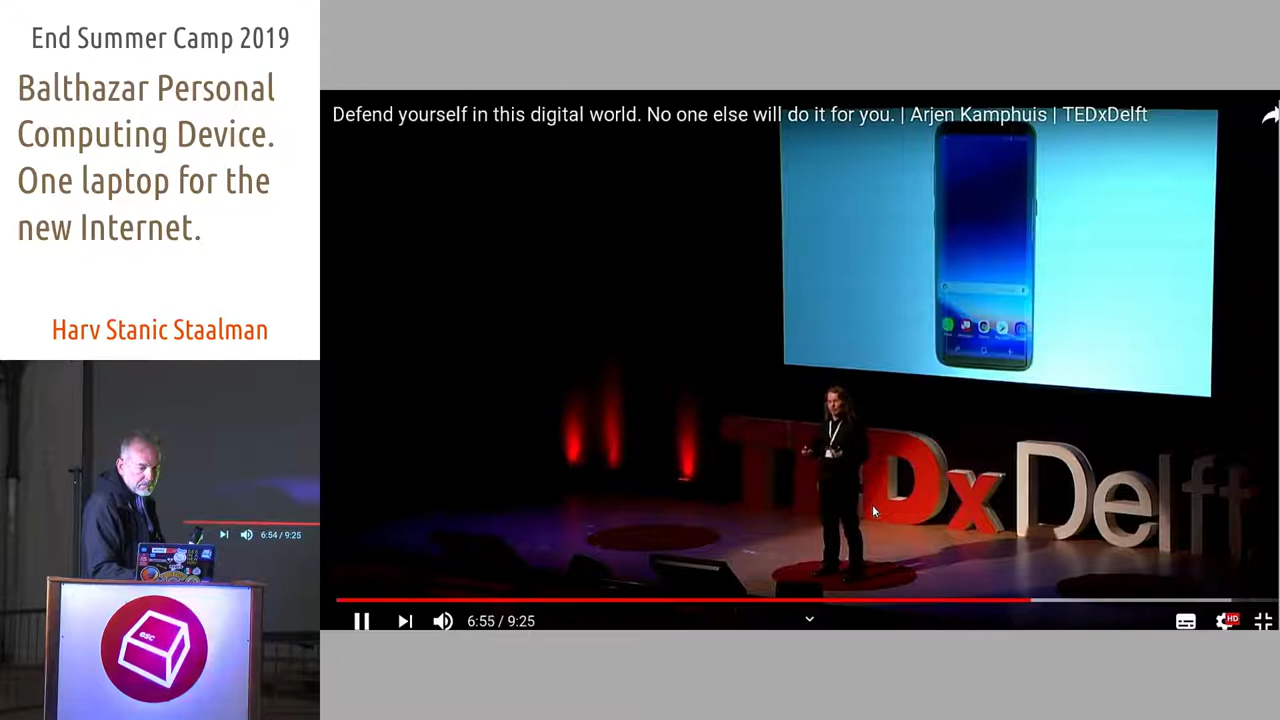 End Summer Camp 2019
Balthazar Personal
Computing Device.
One laptop for the
new Internet.
Harv Stanic Staalman
Defend yourself in this digital world. No one else will do it for you. | Arjen Kamphuis | TEDxDelft
TEDxDelft
6:54 / 9:25
esc
6:55 / 9:25
HD